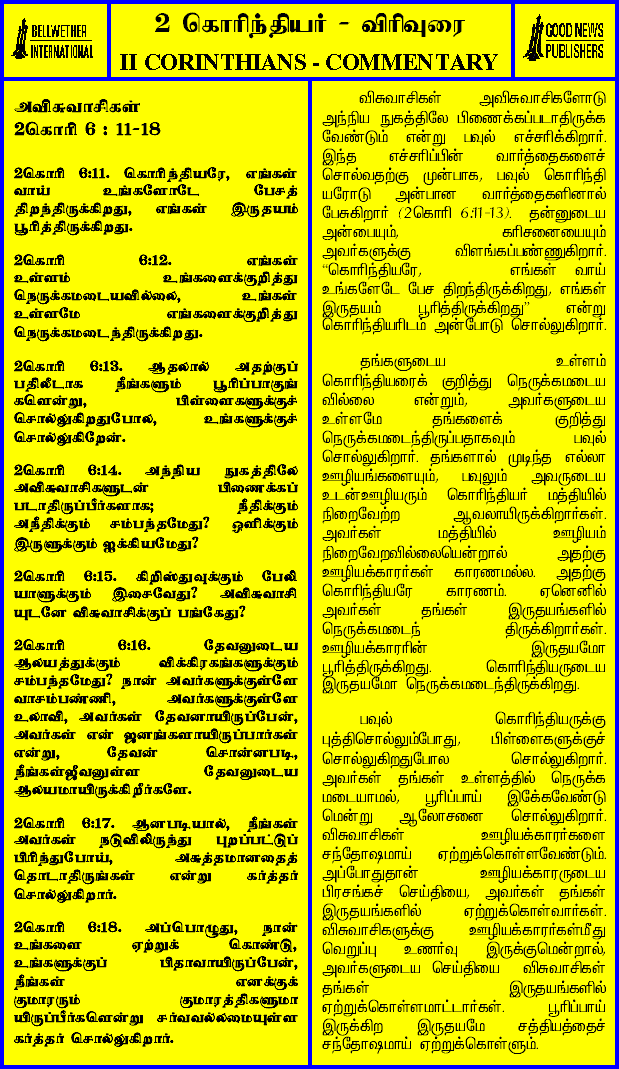 BELLWETHER
INTERNATIONAL
2 கொரிந்தியர் - விரிவுரை
II CORINTHIANS - COMMENTARY
GOOD NEWS
PUBLISHERS
அவிசுவாசிகள்
2கொரி 6 : 11-18
2கொரி 6:11. கொரிந்தியரே, எங்கள்
வாய் உங்களோடே பேசத்
திறந்திருக்கிறது, எங்கள் இருதயம்
பூரித்திருக்கிறது.
2கொரி 6:12. எங்கள்
உள்ளம் உங்களைக்குறித்து
நெருக்கமடையவில்லை, உங்கள்
உள்ளமே எங்களைக்குறித்து
நெருக்கமடைந்திருக்கிறது.
2கொரி 6:13. ஆதலால் அதற்குப்
பதிலீடாக நீங்களும் பூரிப்பாகுங்
களென்று, பிள்ளைகளுக்குச்
சொல்லுகிறதுபோல, உங்களுக்குச்
சொல்லுகிறேன்.
2கொரி 6:14. அந்நிய நுகத்திலே
அவிசுவாசிகளுடன் பிணைக்கப்
படாதிருப்பீர்களாக; நீதிக்கும்
அநீதிக்கும் சம்பந்தமேது? ஒளிக்கும்
இருளுக்கும் ஐக்கியமேது?
2கொரி 6:15. கிறிஸ்துவுக்கும் பேலி
யாளுக்கும் இசைவேது? அவிசுவாசி
யுடனே விசுவாசிக்குப் பங்கேது?
2கொரி 6:16. தேவனுடைய
ஆலயத்துக்கும் விக்கிரகங்களுக்கும்
சம்பந்தமேது? நான் அவர்களுக்குள்ளே
வாசம்பண்ணி, அவர்களுக்குள்ளே
உலாவி, அவர்கள் தேவனாயிருப்பேன்,
அவர்கள் என் ஜனங்களாயிருப்பார்கள்
என்று, தேவன் சொன்னபடி,
நீங்கள்ஜீவனுள்ள தேவனுடைய
ஆலயமாயிருக்கிறீர்களே.
2கொரி 6:17. ஆனபடியால், நீங்கள்
அவர்கள் நடுவிலிருந்து புறப்பட்டுப்
பிரிந்துபோய், அசுத்தமானதைத்
தொடாதிருங்கள் என்று கர்த்தர்
சொல்லுகிறார்.
2கொரி 6:18. அப்பொழுது, நான்
உங்களை ஏற்றுக் கொண்டு,
உங்களுக்குப் பிதாவாயிருப்பேன்,
நீங்கள் எனக்குக்
குமாரரும் குமாரத்திகளுமா
யிருப்பீர்களென்று சர்வவல்லமையுள்ள
கர்த்தர் சொல்லுகிறார்.
விசுவாசிகள் அவிசுவாசிகளோடு
அந்நிய நுகத்திலே பிணைக்கப்படாதிருக்க
வேண்டும் என்று பவுல் எச்சரிக்கிறார்.
இந்த எச்சரிப்பின் வார்த்தைகளைச்
சொல்வதற்கு முன்பாக, பவுல் கொரிந்தி
யரோடு அன்பான வார்த்தைகளினால்
பேசுகிறார் (2கொரி 6:11-13). தன்னுடைய
அன்பையும், கரிசனையையும்
அவர்களுக்கு விளங்கப்பண்ணுகிறார்.
“கொரிந்தியரே, எங்கள் வாய்
உங்களேடே பேச திறந்திருக்கிறது, எங்கள்
இருதயம் பூரித்திருக்கிறது” என்று
கொரிந்தியரிடம் அன்போடு சொல்லுகிறார்.
தங்களுடைய உள்ளம்
கொரிந்தியரைக் குறித்து நெருக்கமடைய
வில்லை என்றும், அவர்களுடைய
உள்ளமே தங்களைக் குறித்து
நெருக்கமடைந்திருப்பதாகவும் பவுல்
சொல்லுகிறார். தங்களால் முடிந்த எல்லா
ஊழியங்களையும், பவுலும் அவருடைய
உடன்ஊழியரும் கொரிந்தியர் மத்தியில்
நிறைவேற்ற ஆவலாயிருக்கிறார்கள்.
அவர்கள் மத்தியில் ஊழியம்
நிறைவேறவில்லையென்றால் அதற்கு
ஊழியக்காரர்கள் காரணமல்ல. அதற்கு
கொரிந்தியரே காரணம். ஏனெனில்
அவர்கள் தங்கள் இருதயங்களில்
நெருக்கமடைந் திருக்கிறார்கள்.
ஊழியக்காரரின் இருதயமோ
பூரித்திருக்கிறது. கொரிந்தியருடைய
இருதயமோ நெருக்கமடைந்திருக்கிறது.
பவுல் கொரிந்தியருக்கு
புத்திசொல்லும்போது, பிள்ளைகளுக்குச்
சொல்லுகிறதுபோல சொல்லுகிறார்.
அவர்கள் தங்கள் உள்ளத்தில் நெருக்க
மடையாமல், பூரிப்பாய் இக்கேவேண்டு
மென்று ஆலோசனை சொல்லுகிறார்.
விசுவாசிகள் ஊழியக்காரர்களை
சந்தோஷமாய் ஏற்றுக்கொள்ளவேண்டும்.
அப்போதுதான் ஊழியக்காரருடைய
பிரசங்கச் செய்தியை, அவர்கள் தங்கள்
இருதயங்களில் ஏற்றுக்கொள்வார்கள்.
விசுவாசிகளுக்கு ஊழியக்காரர்கள்மீது
வெறுப்பு உணர்வு இருக்குமென்றால்,
அவர்களுடைய செய்தியை விசுவாசிகள்
தங்கள் இருதயங்களில்
ஏற்றுக்கொள்ளமாட்டார்கள். பூரிப்பாய்
இருக்கிற இருதயமே சத்தியத்தைச்
சந்தோஷமாய் ஏற்றுக்கொள்ளும்.